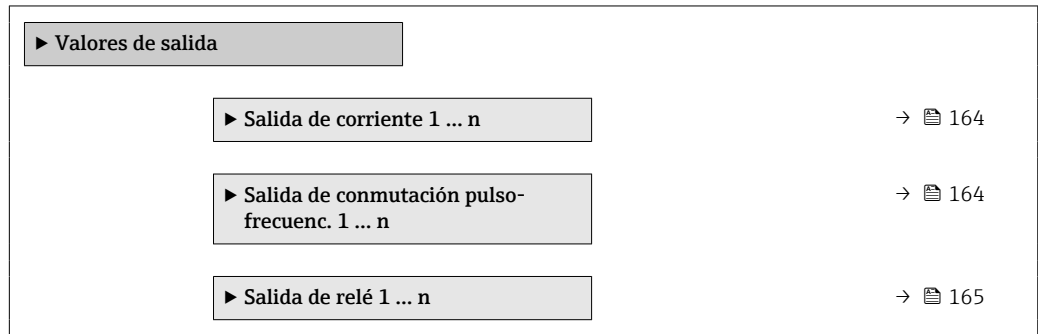 ▶ Valores de salida
▶ Salida de corriente 1 … n → 164
▶ Salida de conmutación pulso-
frecuenc. 1 … n → 164
▶ Salida de relé 1 … n → 165